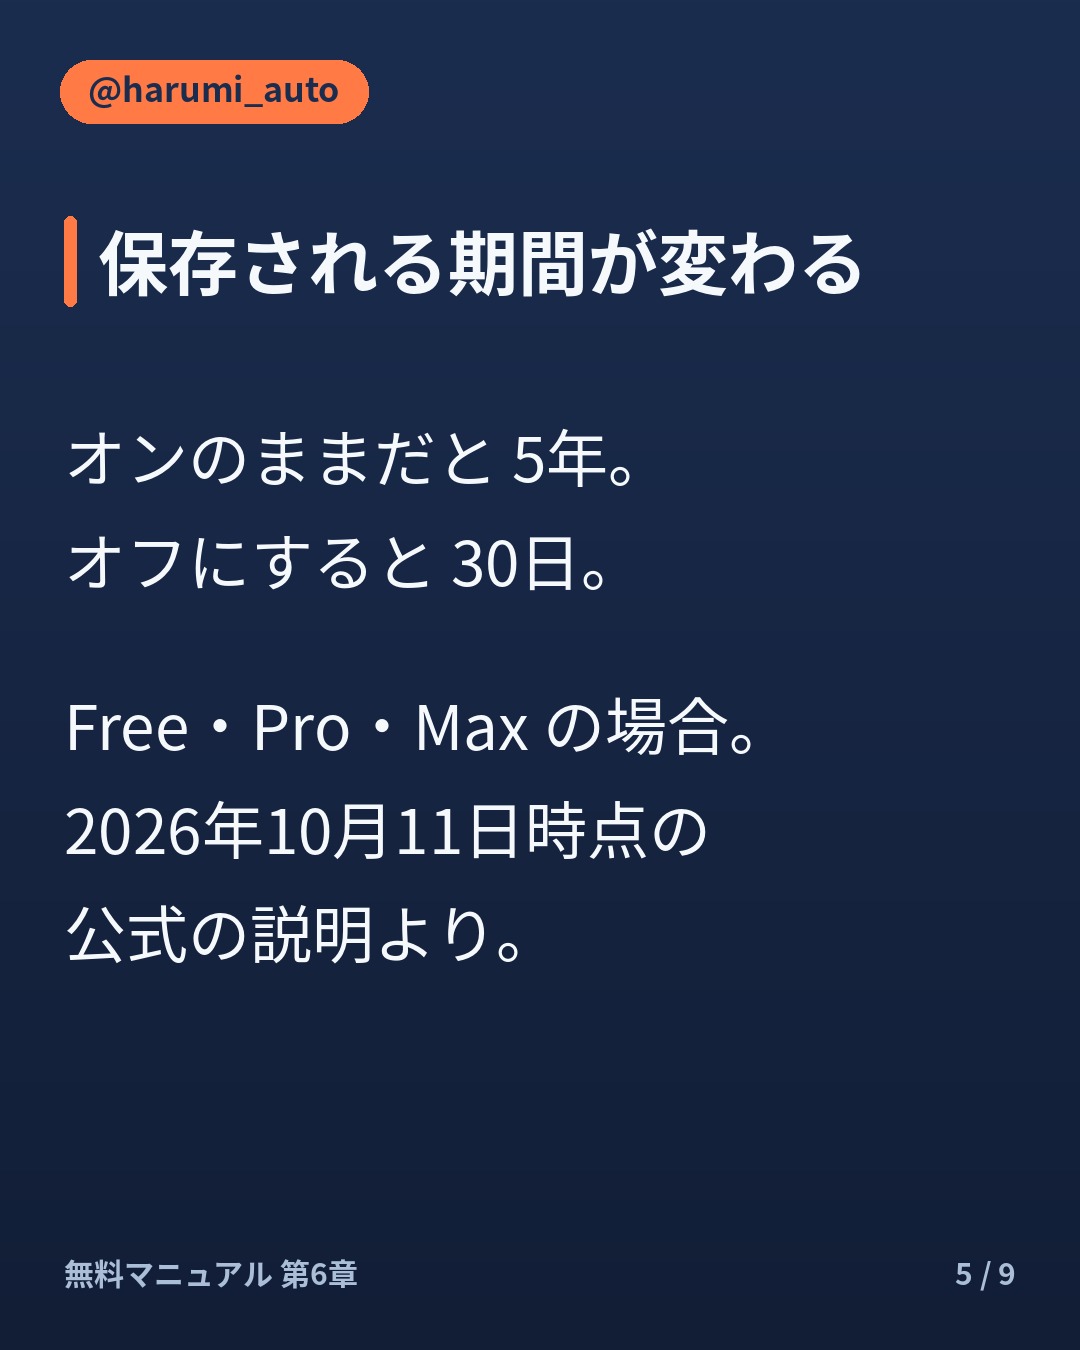 @harumi_auto
保存される期間が変わる
オンのままだと 5年。
オフにすると 30日。
Free・Pro・Max の場合。
2026年10月11日時点の
公式の説明より。
無料マニュアル 第6章
5 / 9